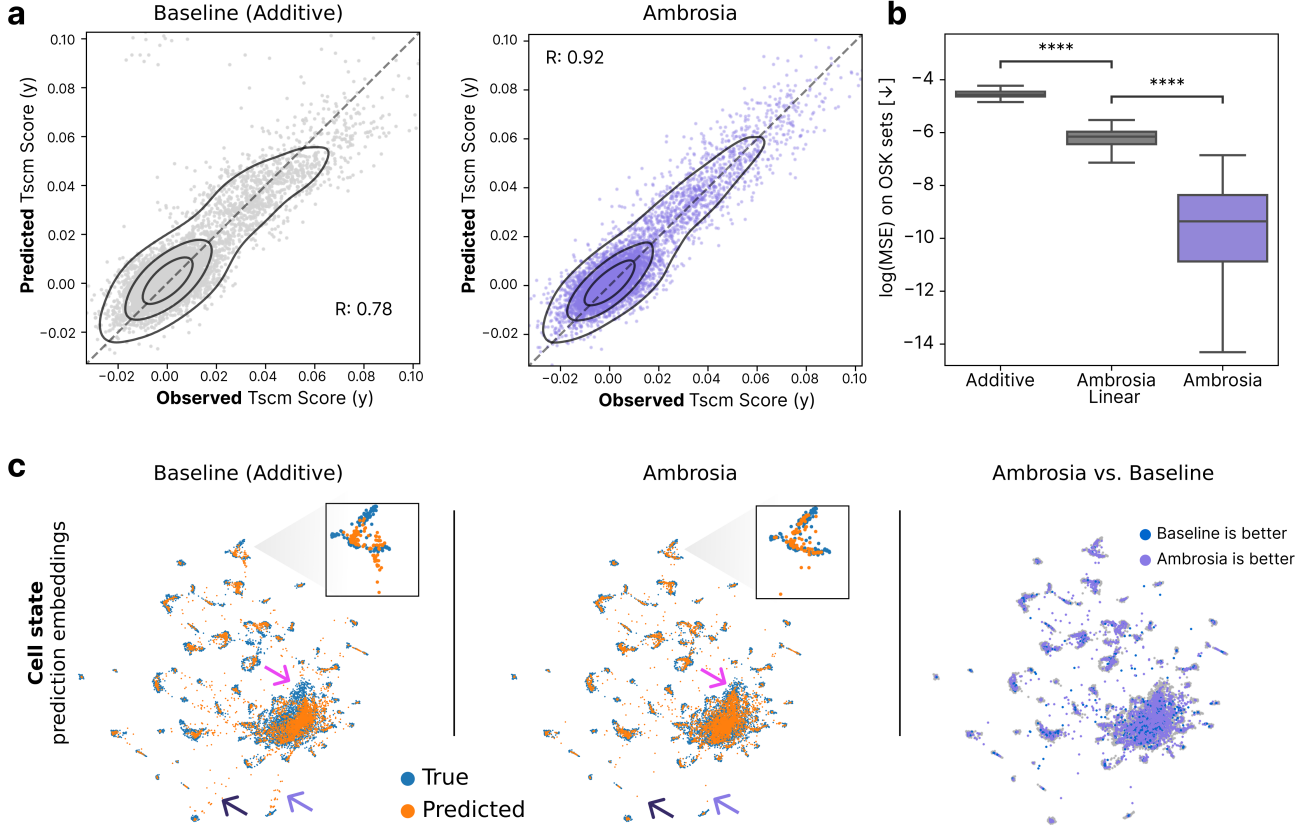 a
Baseline (Additive)
Ambrosia
b
0.10
0.08
0.06
0.04
0.02
0.00
−0.02
Predicted Tscm Score (y)
R: 0.78
−0.02 0.00 0.02 0.04 0.06 0.08 0.10
Observed Tscm Score (y)
0.10
0.08
0.06
0.04
0.02
0.00
−0.02
Predicted Tscm Score (y)
R: 0.92
−0.02 0.00 0.02 0.04 0.06 0.08 0.10
Observed Tscm Score (y)
log(MSE) on OSK sets [↓]
−4
−6
−8
−10
−12
−14
****
****
Additive
Ambrosia
Linear
Ambrosia
c
Baseline (Additive)
Ambrosia
Ambrosia vs. Baseline
Cell state
prediction embeddings
True
Predicted
Baseline is better
Ambrosia is better